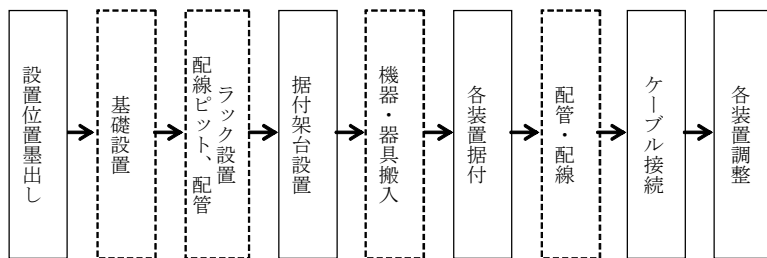 設置位置墨出し
基礎設置
配線ピット、配管
ラック設置
据付架台設置
機器・器具搬入
各装置据付
配管・配線
ケーブル接続
各装置調整